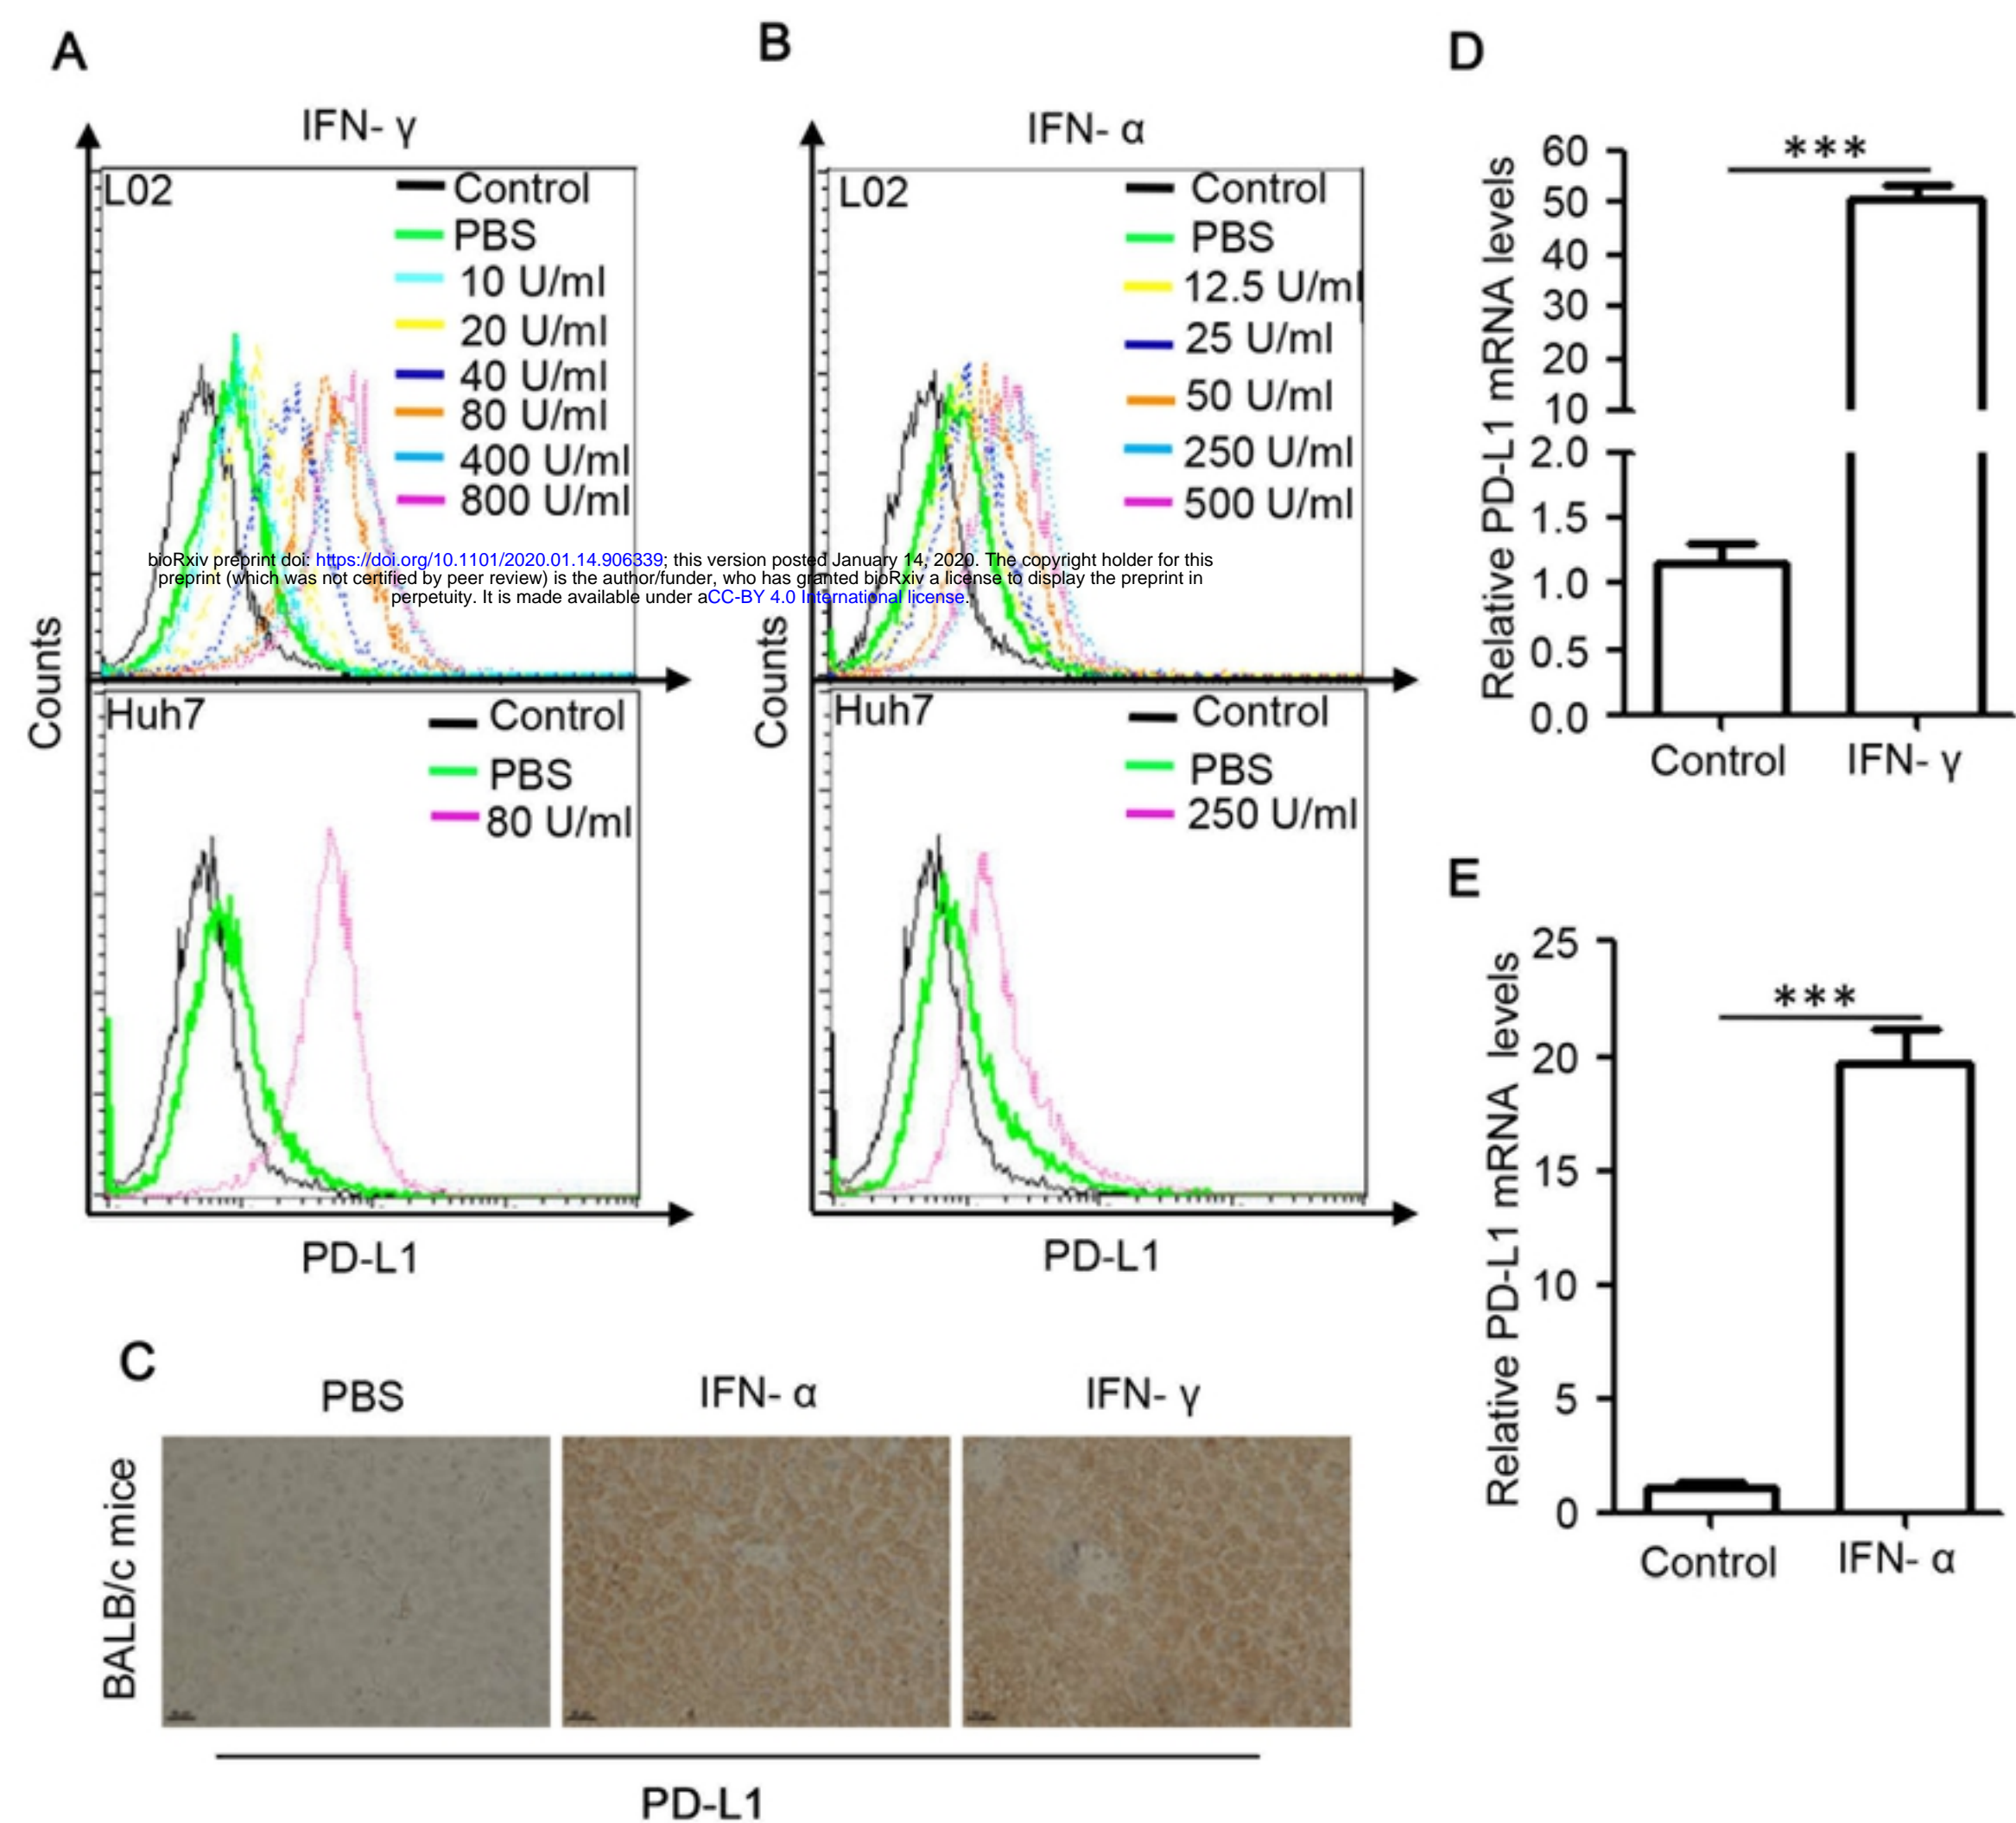 A
IFN- γ
L02
Control
PBS
10 U/ml
20 U/ml
40 U/ml
80 U/ml
400 U/ml
800 U/ml
Counts
Huh7
Control
PBS
80 U/ml
PD-L1
B
IFN- α
L02
Control
PBS
12.5 U/ml
25 U/ml
50 U/ml
250 U/ml
500 U/ml
Counts
Huh7
Control
PBS
250 U/ml
PD-L1
bioRxiv preprint doi: https://doi.org/10.1101/2020.01.14.906339; this version posted January 14, 2020. The copyright holder for this
preprint (which was not certified by peer review) is the author/funder, who has granted bioRxiv a license to display the preprint in
perpetuity. It is made available under aCC-BY 4.0 International license.
C
PBS
IFN- α
IFN- γ
BALB/c mice
PD-L1
D
Relative PD-L1 mRNA levels
60
50
40
30
20
10
2.0
1.5
1.0
0.5
0.0
***
Control
IFN- γ
E
Relative PD-L1 mRNA levels
25
20
15
10
5
0
***
Control
IFN- α